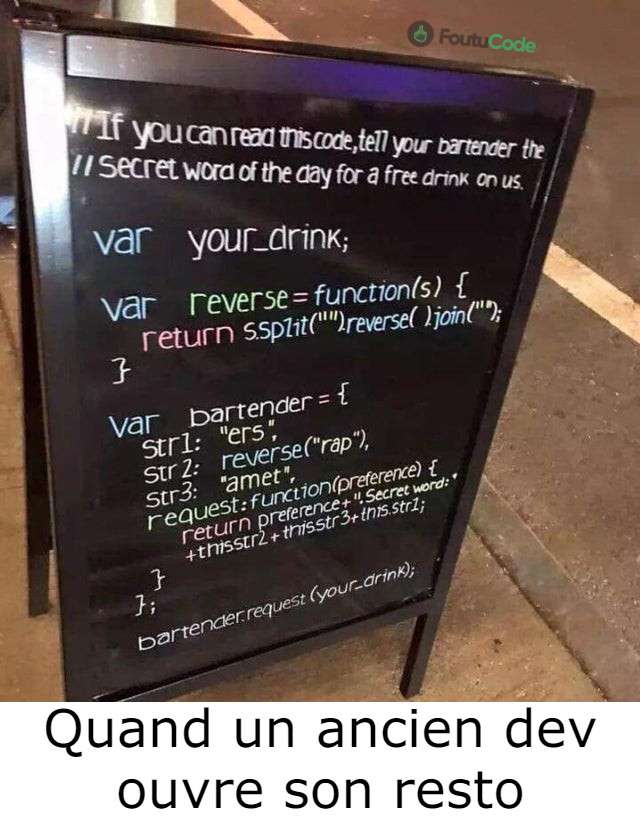 FoutuCode
// If you can read this code, tell your bartender the
// secret word of the day for a free drink on us.
var your_drink;
var reverse = function(s) {
return s.split("").reverse( ).join("");
}
var bartender = {
str1: "ers",
str2: reverse("rap"),
str3: "amet",
request: function(preference) {
return preference+".Secret word:"
+this.str2+this.str3+this.str1;
}
};
bartender.request (your_drink);
Quand un ancien dev
ouvre son resto